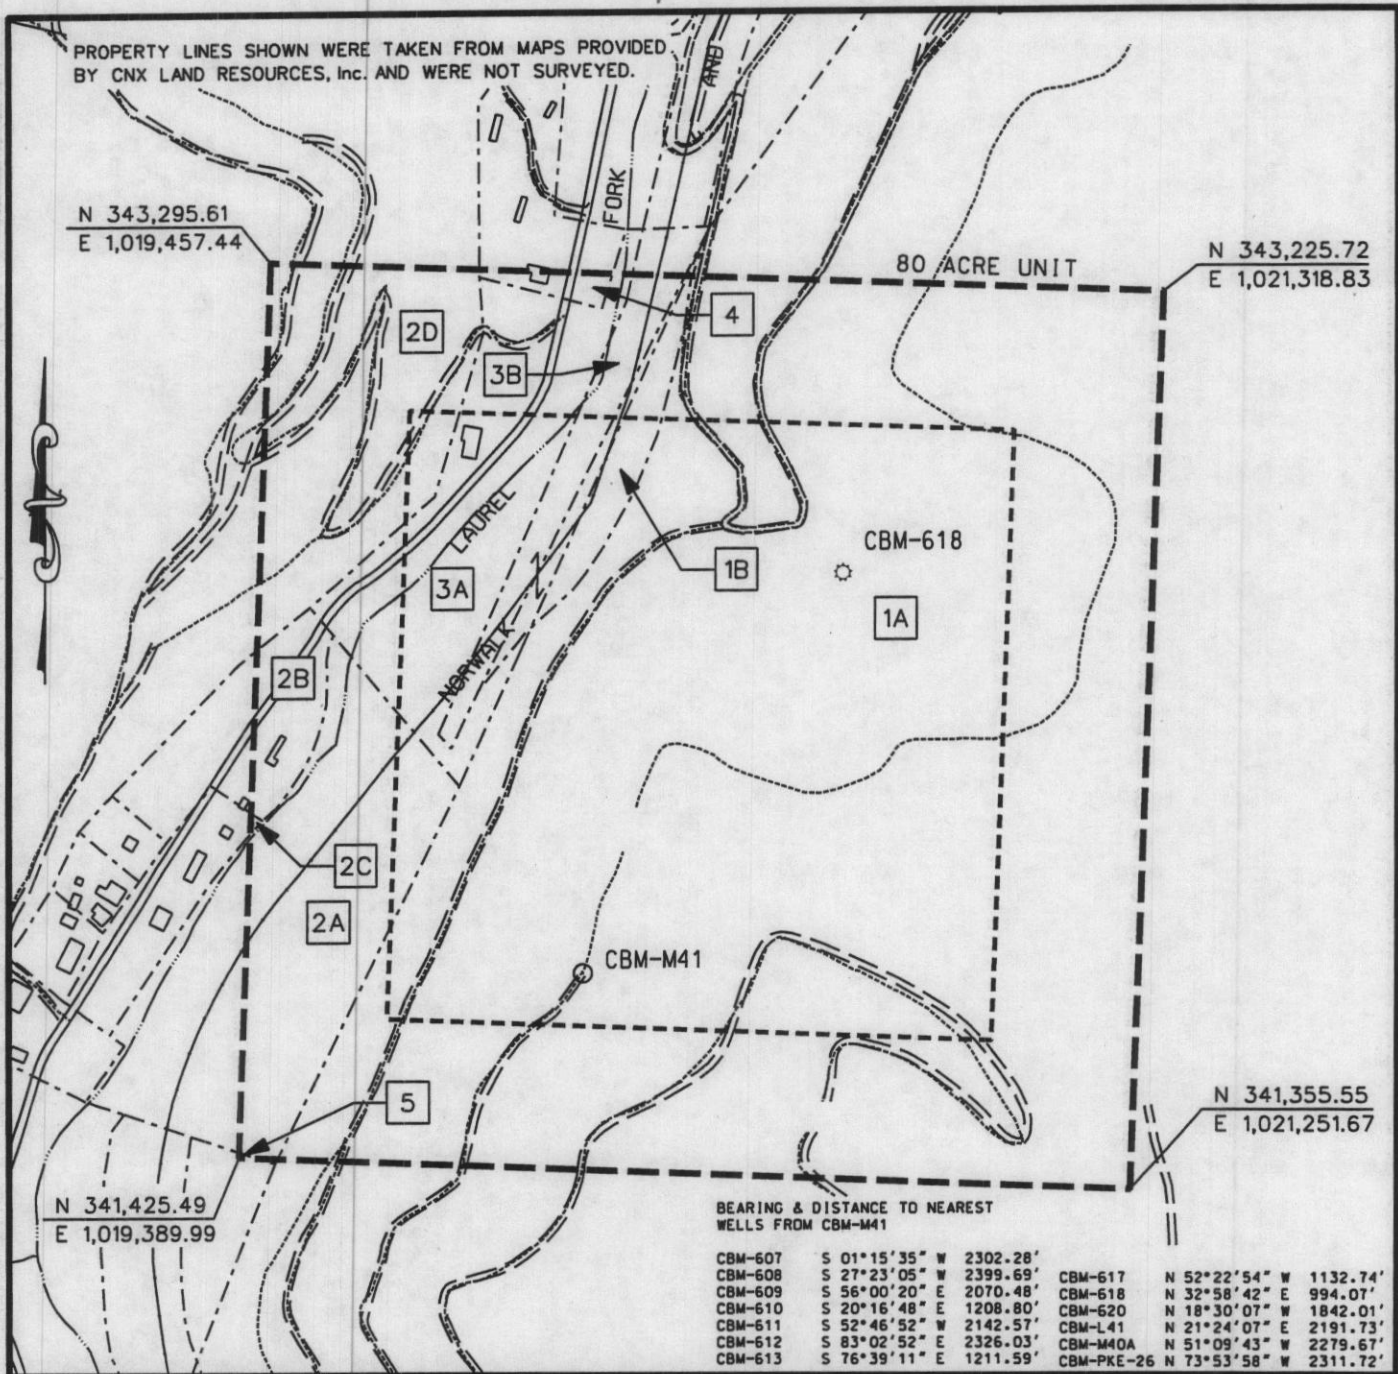 PROPERTY LINES SHOWN WERE TAKEN FROM MAPS PROVIDED
BY CNX LAND RESOURCES, Inc. AND WERE NOT SURVEYED.
AND
FORK
N 343,295.61
E 1,019,457.44
80 ACRE UNIT
N 343,225.72
E 1,021,318.83
4
2D
3B
LAUREL
CBM-618
1B
3A
1A
NORWALK
2B
2C
2A
CBM-M41
5
N 341,355.55
E 1,021,251.67
N 341,425.49
E 1,019,389.99
BEARING & DISTANCE TO NEAREST
WELLS FROM CBM-M41
CBM-607 S 01°15'35" W 2302.28'
CBM-608 S 27°23'05" W 2399.69'
CBM-609 S 56°00'20" E 2070.48'
CBM-610 S 20°16'48" E 1208.80'
CBM-611 S 52°46'52" W 2142.57'
CBM-612 S 83°02'52" E 2326.03'
CBM-613 S 76°39'11" E 1211.59'
CBM-617 N 52°22'54" W 1132.74'
CBM-618 N 32°58'42" E 994.07'
CBM-620 N 18°30'07" W 1842.01'
CBM-L41 N 21°24'07" E 2191.73'
CBM-M40A N 51°09'43" W 2279.67'
CBM-PKE-26 N 73°53'58" W 2311.72'